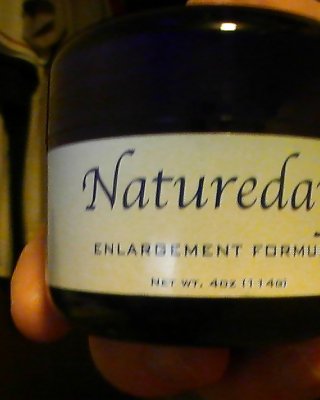 Natureda
ENLARGEMENT FORMU
Net wt. 4oz (114g)